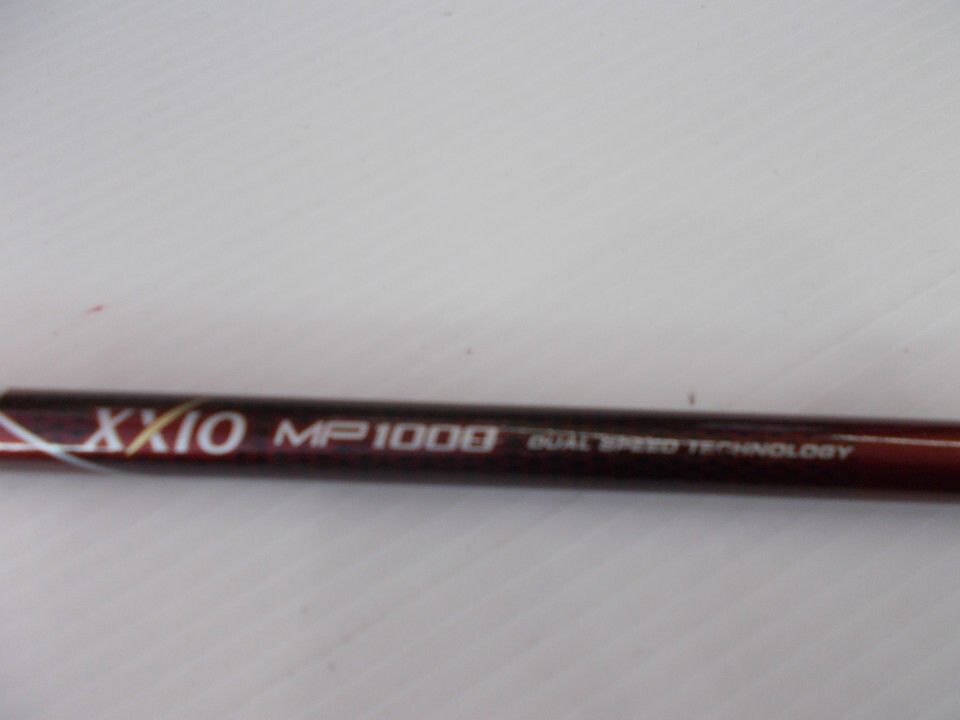 XXIO MP1000 DUAL SPEED TECHNOLOGY